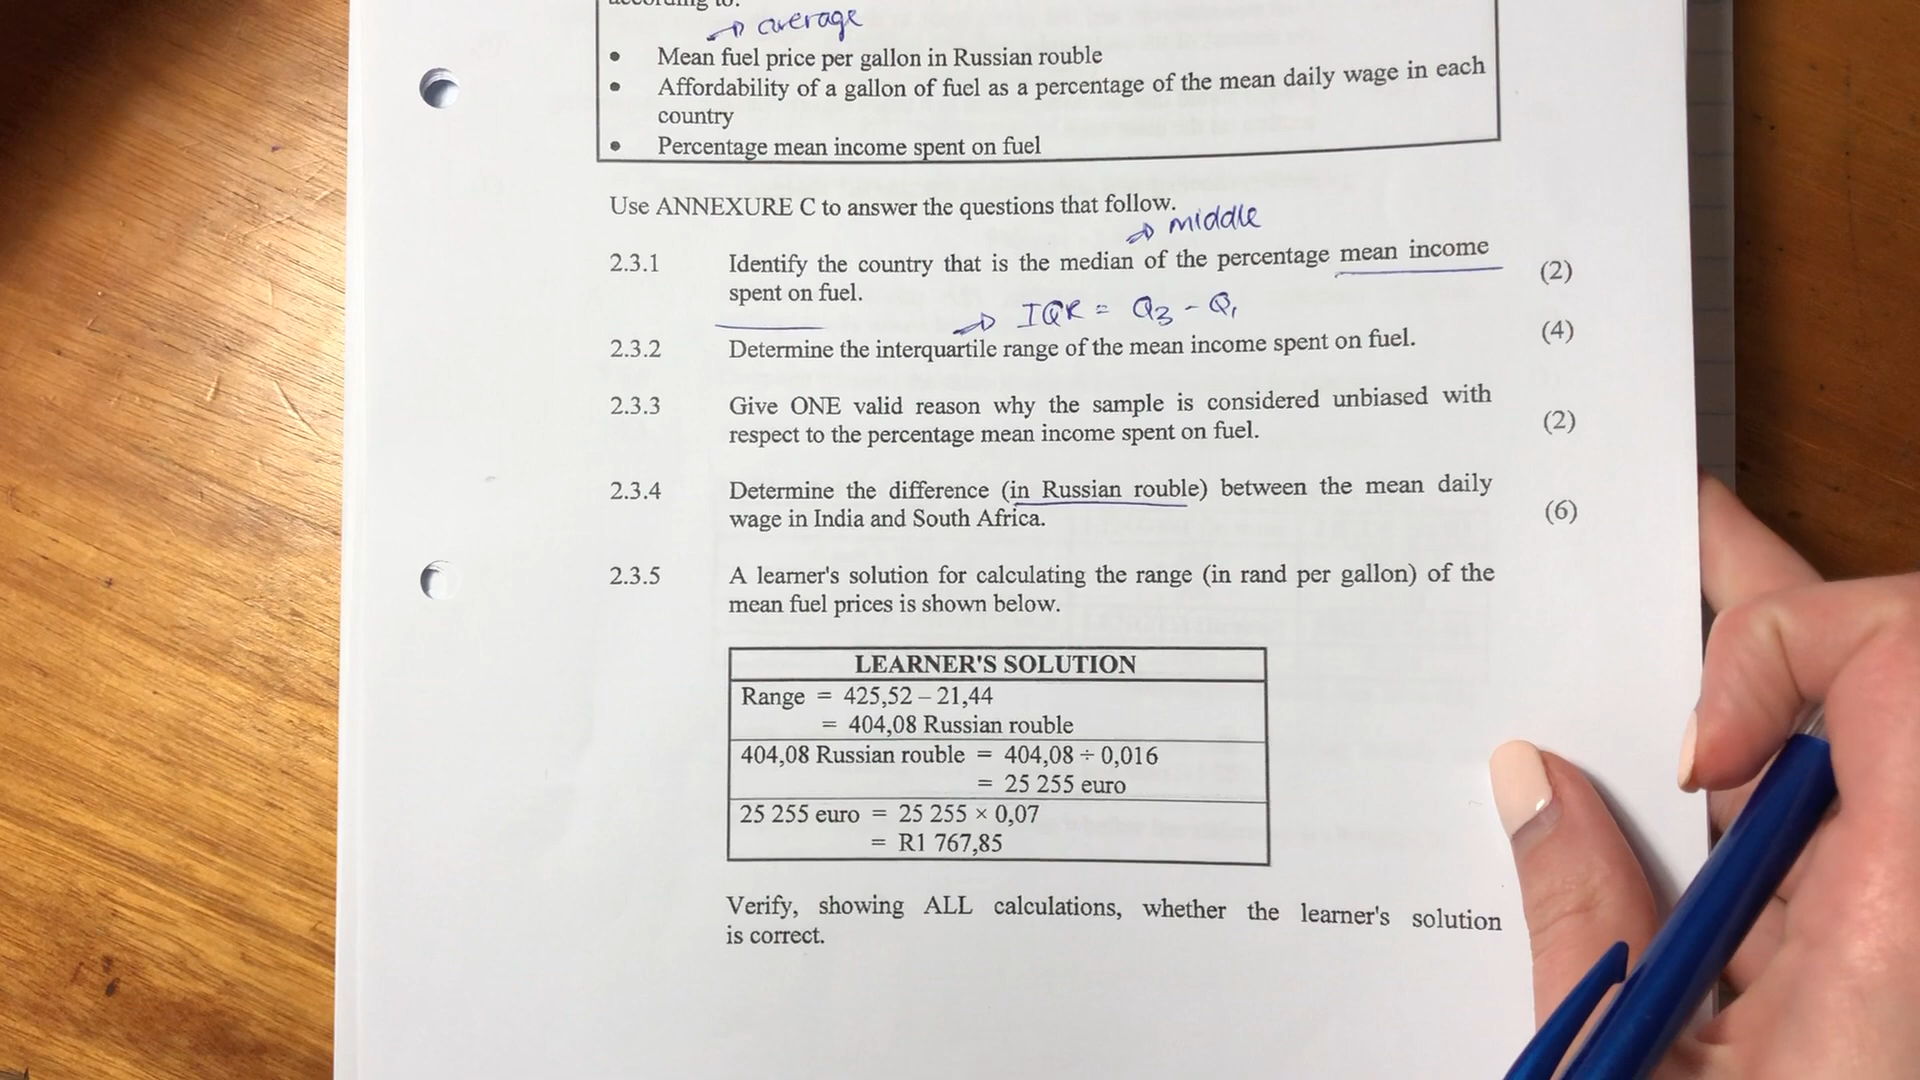 according to:
→ average
• Mean fuel price per gallon in Russian rouble
• Affordability of a gallon of fuel as a percentage of the mean daily wage in each
country
• Percentage mean income spent on fuel
Use ANNEXURE C to answer the questions that follow.
→ middle
2.3.1 Identify the country that is the median of the percentage mean income
spent on fuel. (2)
→ IQR = Q3 - Q1
2.3.2 Determine the interquartile range of the mean income spent on fuel. (4)
2.3.3 Give ONE valid reason why the sample is considered unbiased with
respect to the percentage mean income spent on fuel. (2)
2.3.4 Determine the difference (in Russian rouble) between the mean daily
wage in India and South Africa. (6)
2.3.5 A learner's solution for calculating the range (in rand per gallon) of the
mean fuel prices is shown below.
LEARNER'S SOLUTION
Range = 425,52 – 21,44
= 404,08 Russian rouble
404,08 Russian rouble = 404,08 ÷ 0,016
= 25 255 euro
25 255 euro = 25 255 × 0,07
= R1 767,85
Verify, showing ALL calculations, whether the learner's solution
is correct.